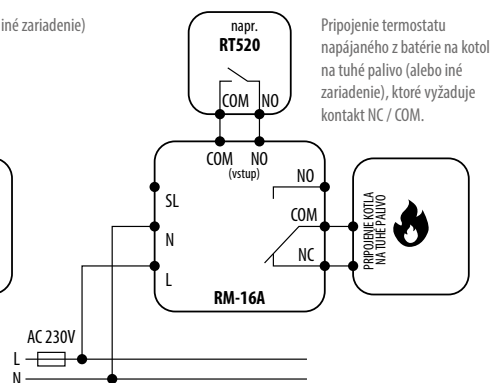 iné zariadenie)
napr.
RT520
COM NO
Pripojenie termostatu
napájaného z batérie na kotol
na tuhé palivo (alebo iné
zariadenie), ktoré vyžaduje
kontakt NC / COM.
COM NO
(vstup)
SL
N
L
NO
COM
NC
RM-16A
PRIPOJENIE KOTLA
NA TUHÉ PALIVO
AC 230V
L
N